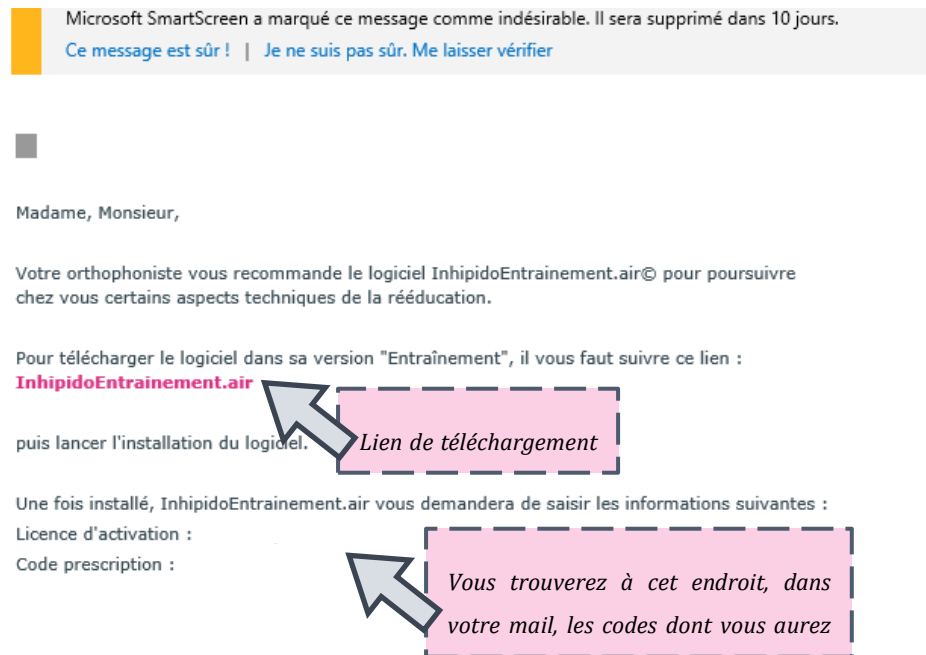 Microsoft SmartScreen a marqué ce message comme indésirable. Il sera supprimé dans 10 jours.
Ce message est sûr ! | Je ne suis pas sûr. Me laisser vérifier
Madame, Monsieur,
Votre orthophoniste vous recommande le logiciel InhipidoEntrainement.air© pour poursuivre
chez vous certains aspects techniques de la rééducation.
Pour télécharger le logiciel dans sa version "Entraînement", il vous faut suivre ce lien :
InhipidoEntrainement.air
puis lancer l'installation du logiciel.
Lien de téléchargement
Une fois installé, InhipidoEntrainement.air vous demandera de saisir les informations suivantes :
Licence d'activation :
Code prescription :
Vous trouverez à cet endroit, dans
votre mail, les codes dont vous aurez